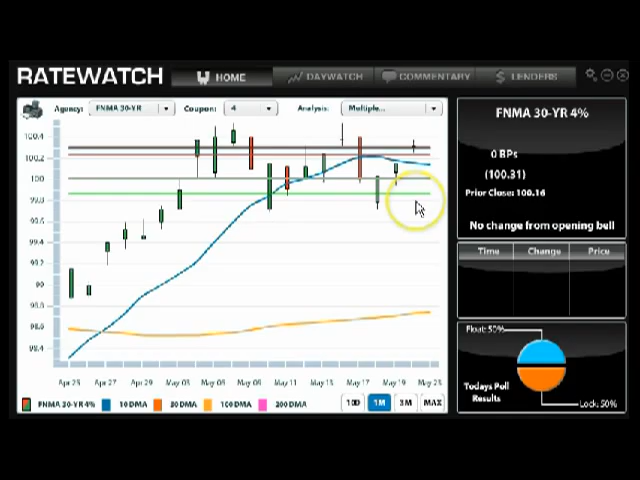 RATEWATCH HOME DAYWATCH COMMENTARY LENDERS
Agency: FNMA 30-YR Coupon: 4 Analysis: Multiple...
FNMA 30-YR 4%
0 BPs
(100.31)
Prior Close: 100.16
No change from opening bell
Time Change Price
100.4
100.2
100
99.8
99.6
99.4
99.2
99
98.8
98.6
98.4
Apr 25 Apr 27 Apr 29 May 03 May 05 May 09 May 11 May 13 May 17 May 19 May 23
FNMA 30-YR 4% 10 DMA 50 DMA 100 DMA 200 DMA
10D 1M 3M MAX
Float: 50%
Todays Poll
Results
Lock: 50%